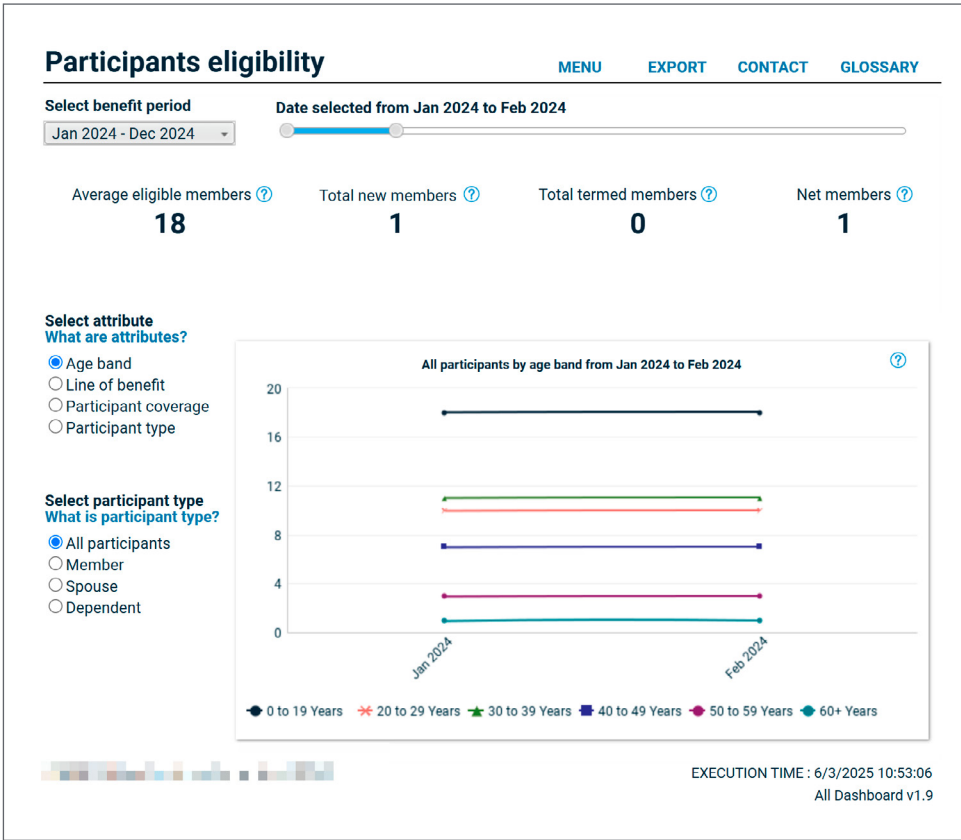 Participants eligibility
MENU EXPORT CONTACT GLOSSARY
Select benefit period
Jan 2024 - Dec 2024
Date selected from Jan 2024 to Feb 2024
Average eligible members ?
18
Total new members ?
1
Total termed members ?
0
Net members ?
1
Select attribute
What are attributes?
Age band
Line of benefit
Participant coverage
Participant type
Select participant type
What is participant type?
All participants
Member
Spouse
Dependent
All participants by age band from Jan 2024 to Feb 2024 ?
20
16
12
8
4
0
Jan 2024 Feb 2024
0 to 19 Years 20 to 29 Years 30 to 39 Years 40 to 49 Years 50 to 59 Years 60+ Years
EXECUTION TIME : 6/3/2025 10:53:06
All Dashboard v1.9